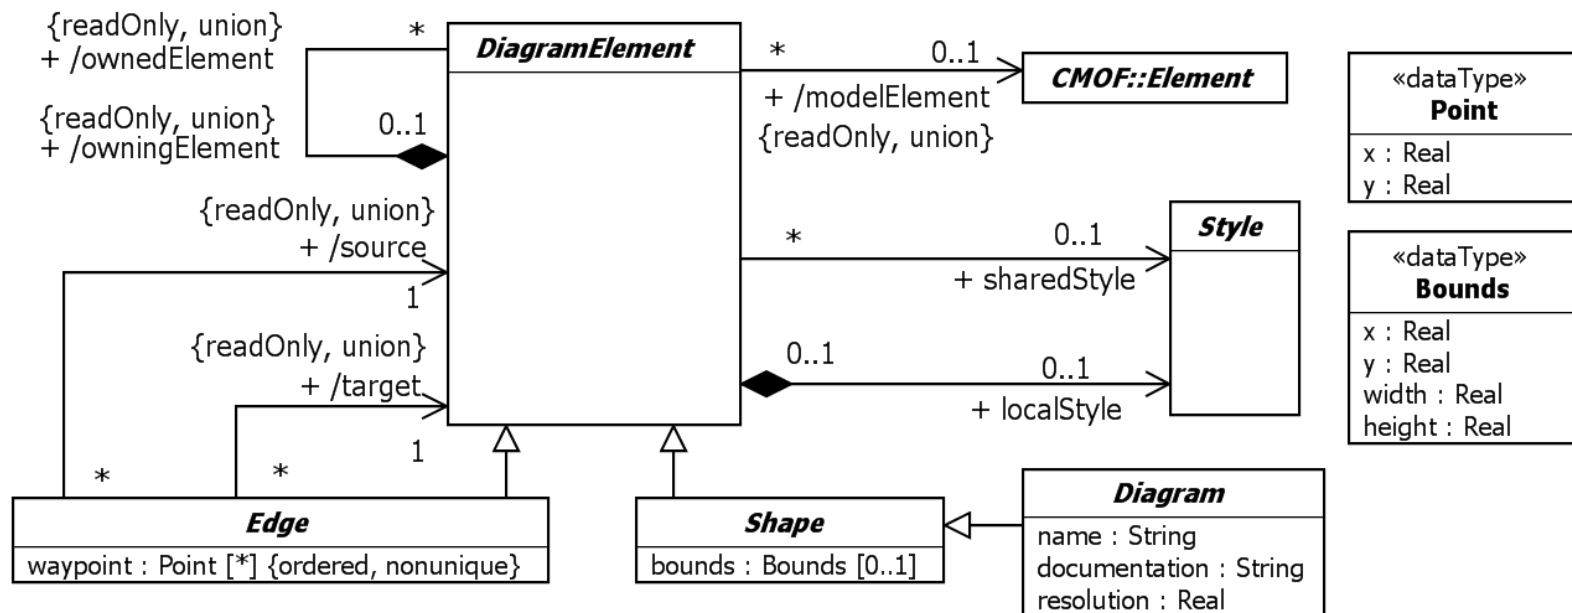 {readOnly, union}
+ /ownedElement
*
{readOnly, union}
+ /owningElement
0..1
DiagramElement
*
0..1
+ /modelElement
{readOnly, union}
CMOF::Element
«dataType»
Point
x : Real
y : Real
{readOnly, union}
+ /source
1
*
0..1
+ sharedStyle
Style
«dataType»
Bounds
x : Real
y : Real
width : Real
height : Real
{readOnly, union}
+ /target
1
0..1
0..1
+ localStyle
*
*
Edge
waypoint : Point [*] {ordered, nonunique}
Shape
bounds : Bounds [0..1]
Diagram
name : String
documentation : String
resolution : Real